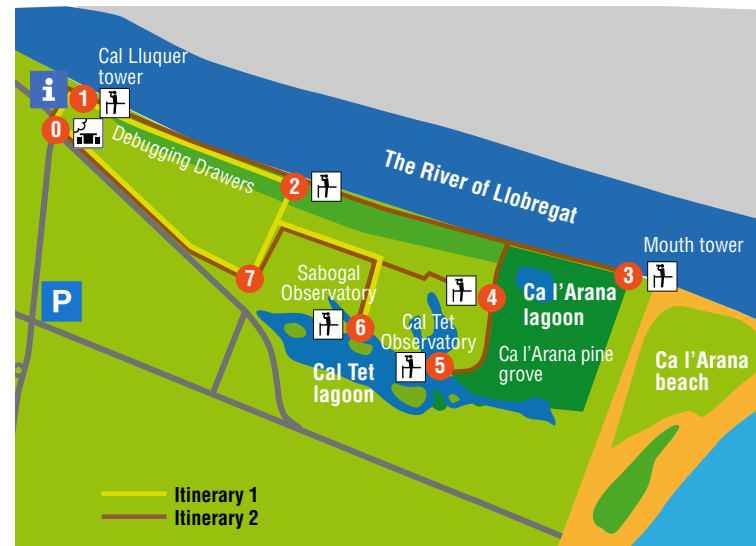 Cal Lluquer
tower
i
1
0
Debugging Drawers
2
The River of Llobregat
Mouth tower
3
7
Sabogal
Observatory
4
Ca l'Arana
lagoon
P
6
Cal Tet
Observatory
5
Cal Tet
lagoon
Ca l'Arana pine
grove
Ca l'Arana
beach
Itinerary 1
Itinerary 2